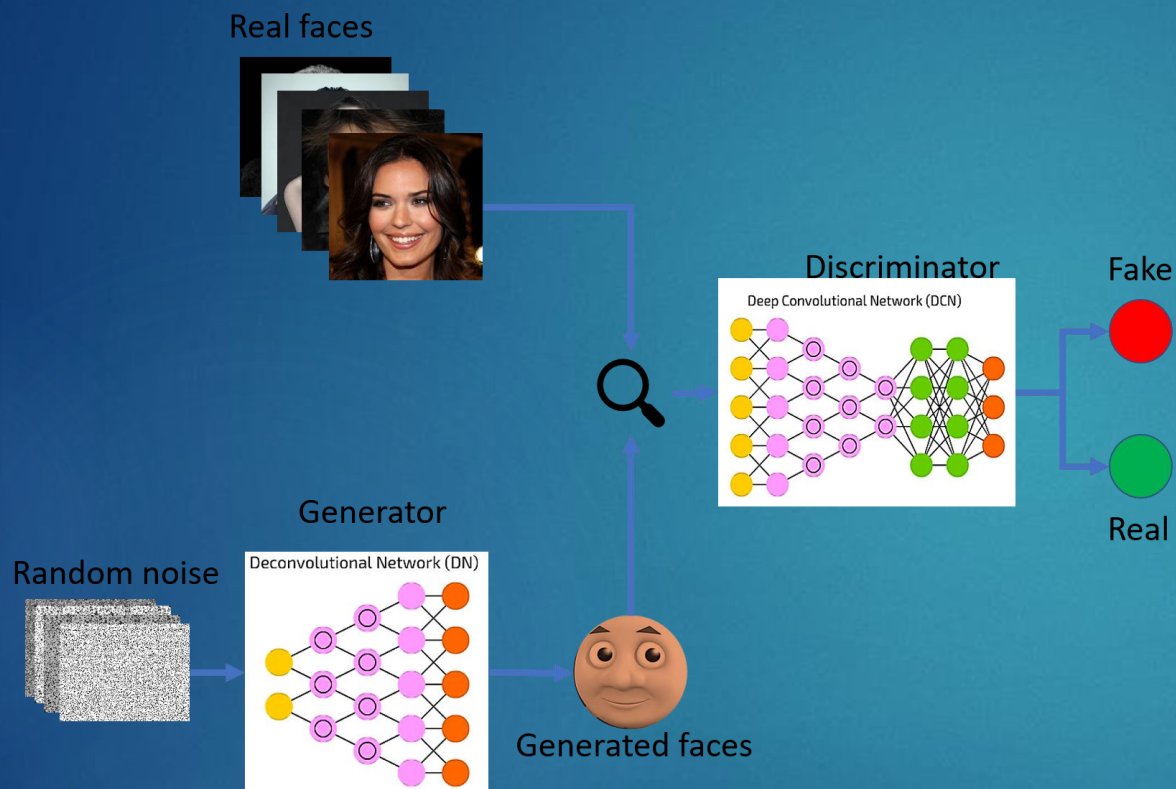 Real faces
Discriminator
Fake
Deep Convolutional Network (DCN)
Generator
Real
Deconvolutional Network (DN)
Random noise
Generated faces